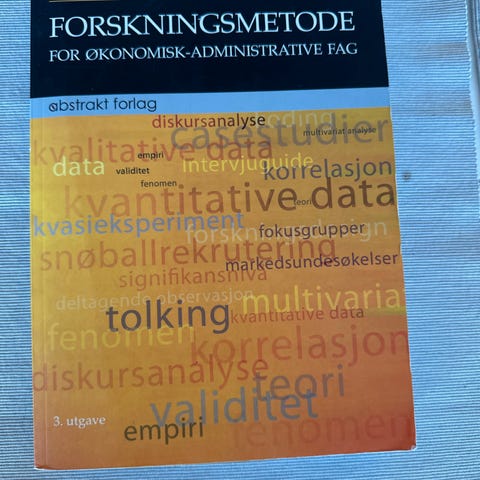 FORSKNINGSMETODE
FOR ØKONOMISK-ADMINISTRATIVE FAG
abstrakt forlag
diskursanalyse
casestudier
multivariat analyse
kvalitative data
empiri
data
validitet
intervjuguide
korrelasjon
fenomen
kvantitative data
teori
kvasieksperiment
forskningsdesign
fokusgrupper
snøballrekruttering
markedsundesøkelser
signifikansnivå
deltagende observasjon
multivaria
tolking
kvantitative data
fenomen
korrelasjon
diskursanalyse
teori
validitet
3. utgave
empiri
fenomen